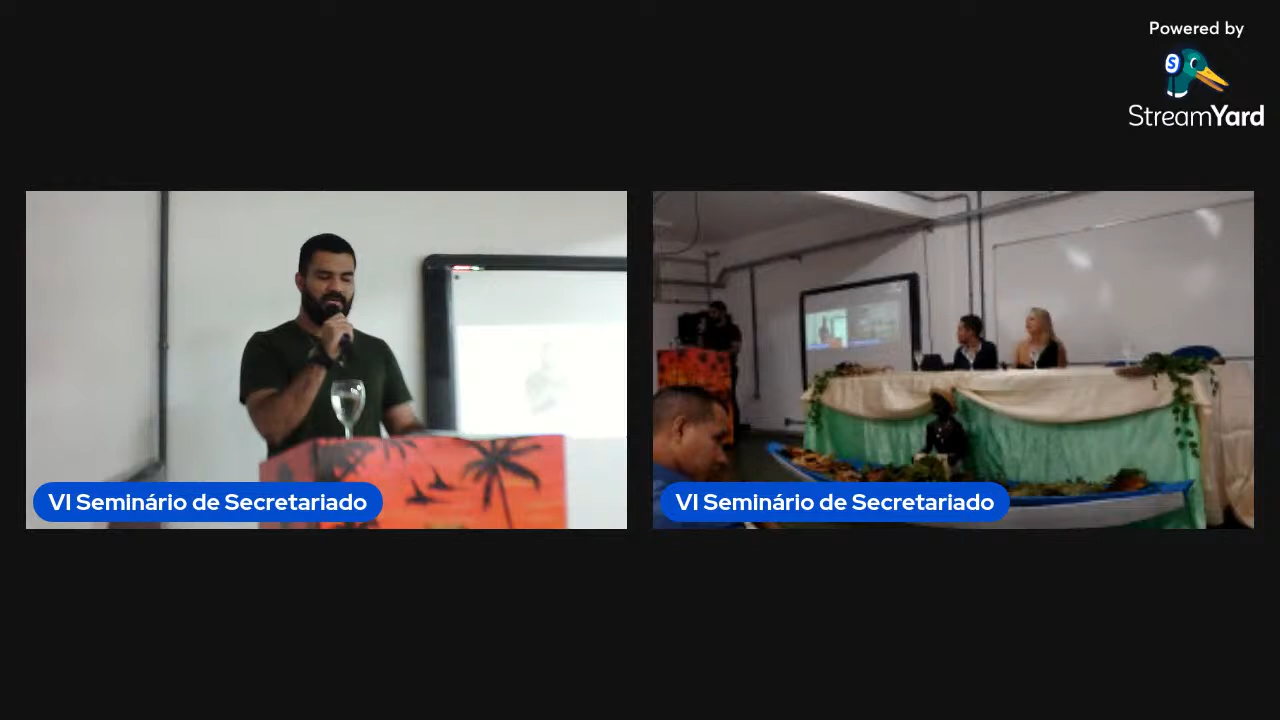 Powered by
S
StreamYard
VI Seminário de Secretariado
VI Seminário de Secretariado